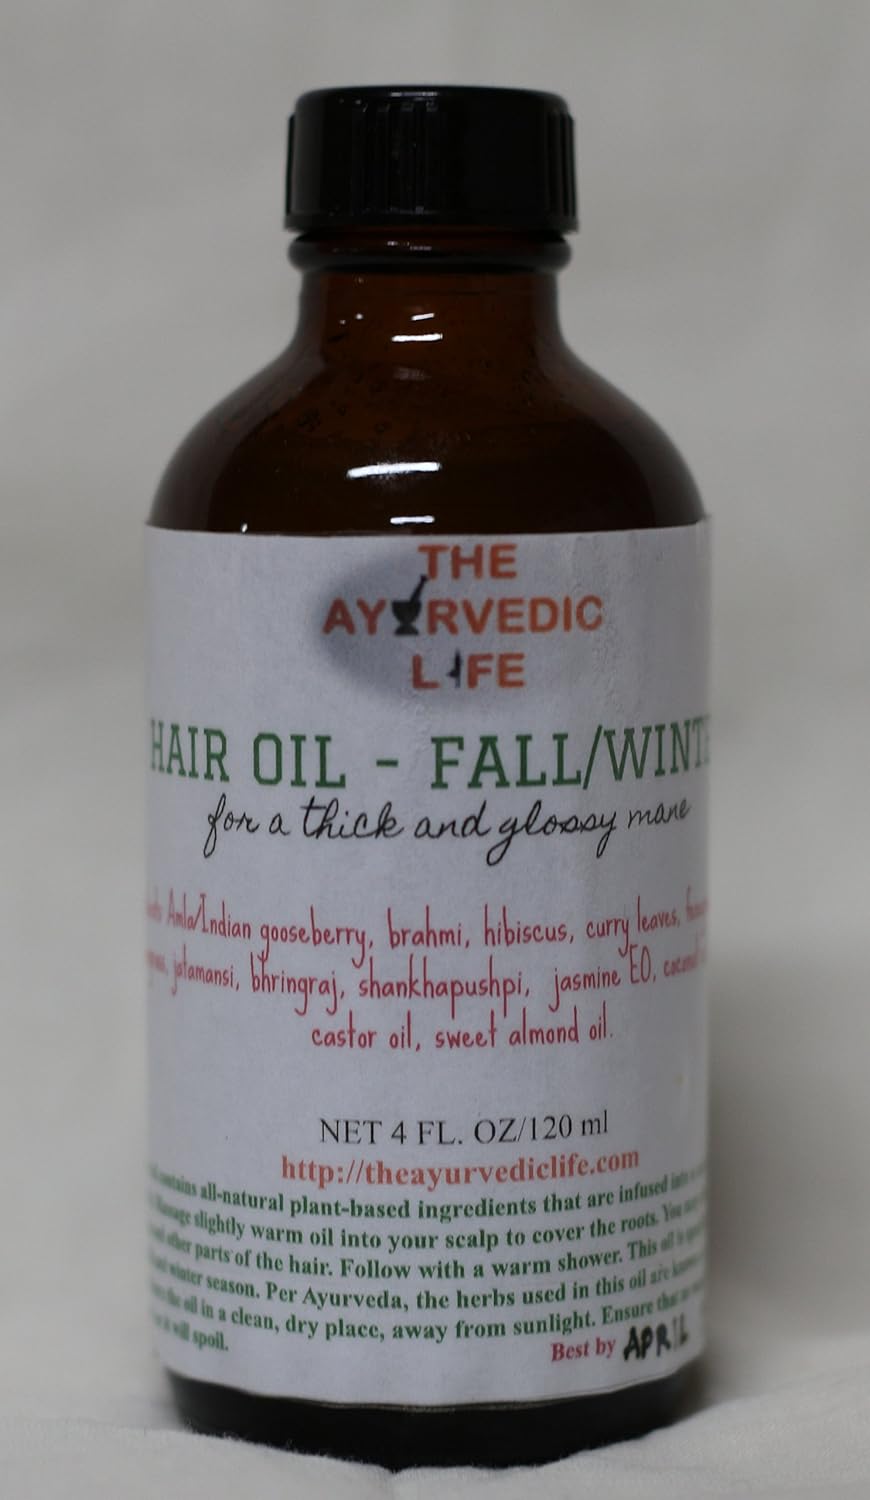 THE
AYURVEDIC
LIFE
HAIR OIL - FALL/WINT
for a thick and glossy mane
Amla/Indian gooseberry, brahmi, hibiscus, curry leaves,
jatamansi, bhringraj, shankhapushpi, jasmine EO,
castor oil, sweet almond oil.
NET 4 FL. OZ/120 ml
http://theayurvediclife.com
contains all-natural plant-based ingredients that are infused
slightly warm oil into your scalp to cover the roots. You
other parts of the hair. Follow with a warm shower. This oil is
winter season. Per Ayurveda, the herbs used in this oil are
the oil in a clean, dry place, away from sunlight. Ensure that
it will spoil.
Best by APRIL